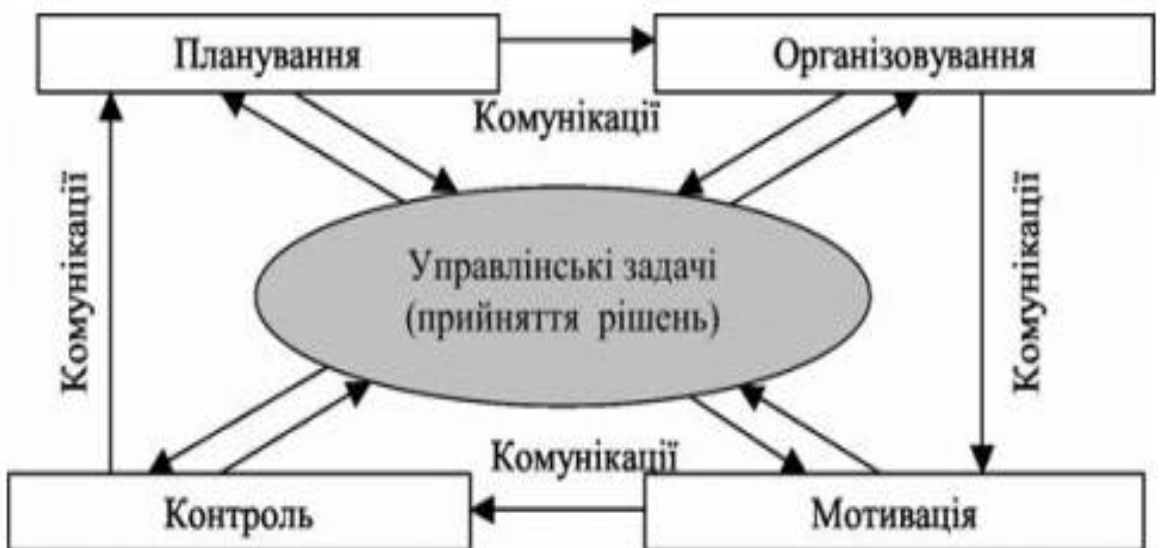 Планування
Організовування
Комунікації
Комунікації
Комунікації
Управлінські задачі
(прийняття рішень)
Комунікації
Контроль
Мотивація